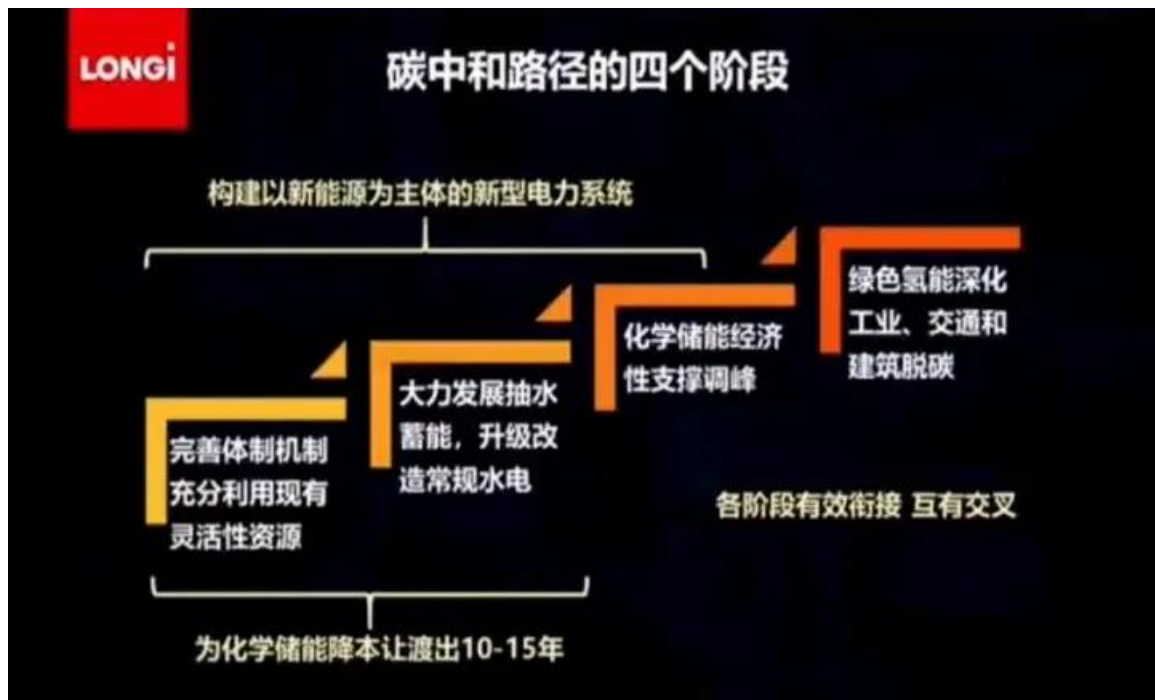 LONGi
碳中和路径的四个阶段
构建以新能源为主体的新型电力系统
完善体制机制
充分利用现有
灵活性资源
大力发展抽水
蓄能，升级改
造常规水电
化学储能经济
性支撑调峰
绿色氢能深化
工业、交通和
建筑脱碳
各阶段有效衔接 互有交叉
为化学储能降本让渡出10-15年